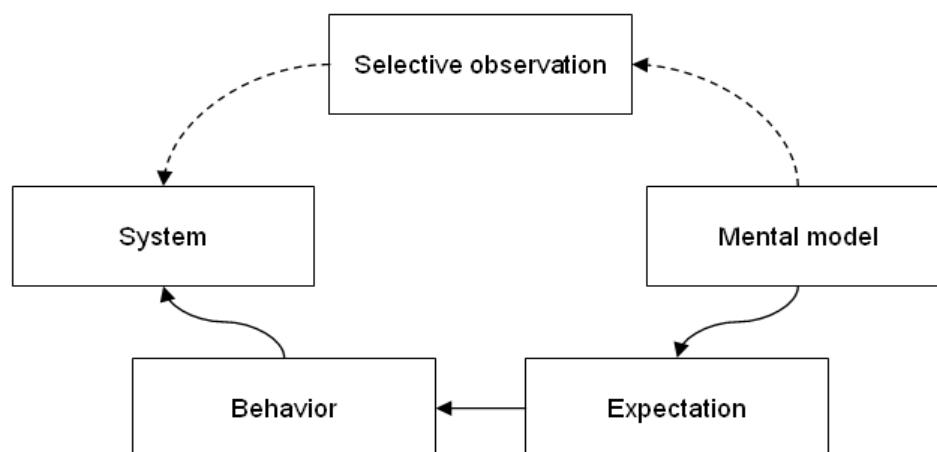 Selective observation
System
Mental model
Behavior
Expectation